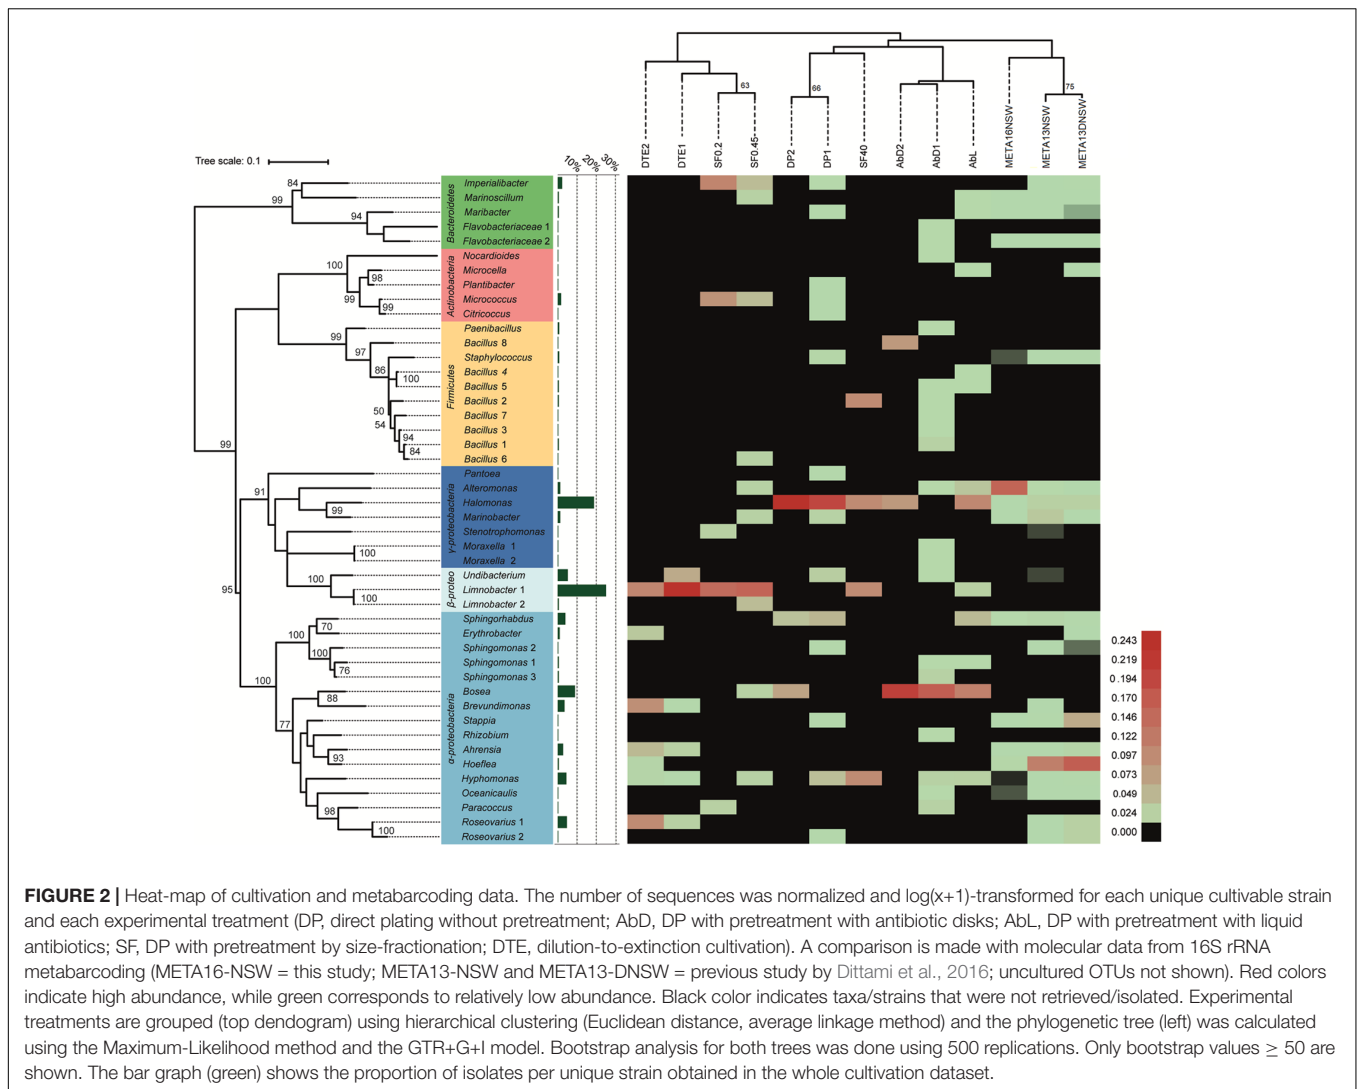 63
66
75
DTE2
DTE1
SF0.2
SF0.45
DP2
DP1
SF40
AbD2
AbD1
AbL
META16NSW
META13NSW
META13DNSW
Tree scale: 0.1
10%
20%
30%
Bacteroidetes
84
99
94
Imperialibacter
Marinoscillum
Maribacter
Flavobacteriaceae 1
Flavobacteriaceae 2
Actinobacteria
100
98
99
99
Nocardioides
Microcella
Plantibacter
Micrococcus
Citricoccus
Firmicutes
99
97
86
100
50
54
94
84
Paenibacillus
Bacillus 8
Staphylococcus
Bacillus 4
Bacillus 5
Bacillus 2
Bacillus 7
Bacillus 3
Bacillus 1
Bacillus 6
99
γ-proteobacteria
91
99
100
Pantoea
Alteromonas
Halomonas
Marinobacter
Stenotrophomonas
Moraxella 1
Moraxella 2
β-proteo
95
100
100
Undibacterium
Limnobacter 1
Limnobacter 2
α-proteobacteria
70
100
100
76
100
88
77
93
98
100
Sphingorhabdus
Erythrobacter
Sphingomonas 2
Sphingomonas 1
Sphingomonas 3
Bosea
Brevundimonas
Stappia
Rhizobium
Ahrensia
Hoeflea
Hyphomonas
Oceanicaulis
Paracoccus
Roseovarius 1
Roseovarius 2
0.243
0.219
0.194
0.170
0.146
0.122
0.097
0.073
0.049
0.024
0.000
FIGURE 2 | Heat-map of cultivation and metabarcoding data. The number of sequences was normalized and log(x+1)-transformed for each unique cultivable strain
and each experimental treatment (DP, direct plating without pretreatment; AbD, DP with pretreatment with antibiotic disks; AbL, DP with pretreatment with liquid
antibiotics; SF, DP with pretreatment by size-fractionation; DTE, dilution-to-extinction cultivation). A comparison is made with molecular data from 16S rRNA
metabarcoding (META16-NSW = this study; META13-NSW and META13-DNSW = previous study by Dittami et al., 2016; uncultured OTUs not shown). Red colors
indicate high abundance, while green corresponds to relatively low abundance. Black color indicates taxa/strains that were not retrieved/isolated. Experimental
treatments are grouped (top dendogram) using hierarchical clustering (Euclidean distance, average linkage method) and the phylogenetic tree (left) was calculated
using the Maximum-Likelihood method and the GTR+G+I model. Bootstrap analysis for both trees was done using 500 replications. Only bootstrap values ≥ 50 are
shown. The bar graph (green) shows the proportion of isolates per unique strain obtained in the whole cultivation dataset.